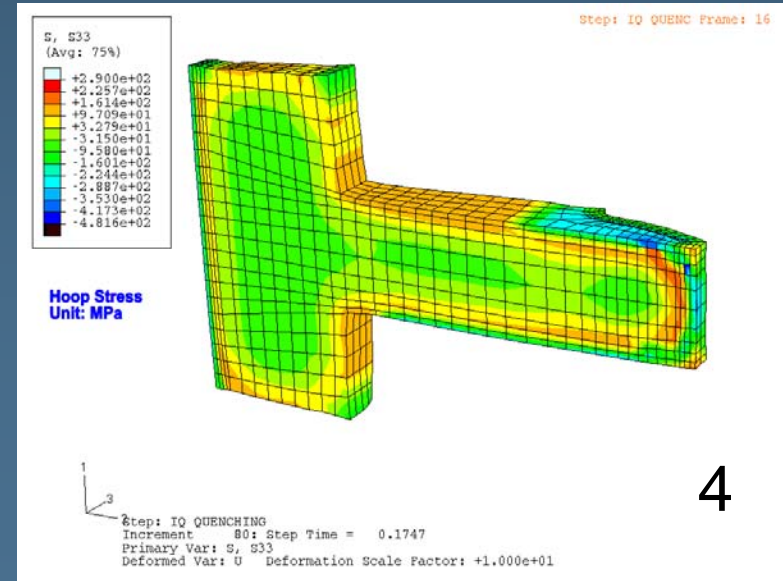 Step: IQ QUENC Frame: 16
S, S33
(Avg: 75%)
+2.900e+02
+2.257e+02
+1.614e+02
+9.709e+01
+3.279e+01
-3.150e+01
-9.580e+01
-1.601e+02
-2.244e+02
-2.887e+02
-3.530e+02
-4.173e+02
-4.816e+02
Hoop Stress
Unit: MPa
4
1
3
2
Step: IQ QUENCHING
Increment 80: Step Time = 0.1747
Primary Var: S, S33
Deformed Var: U Deformation Scale Factor: +1.000e+01